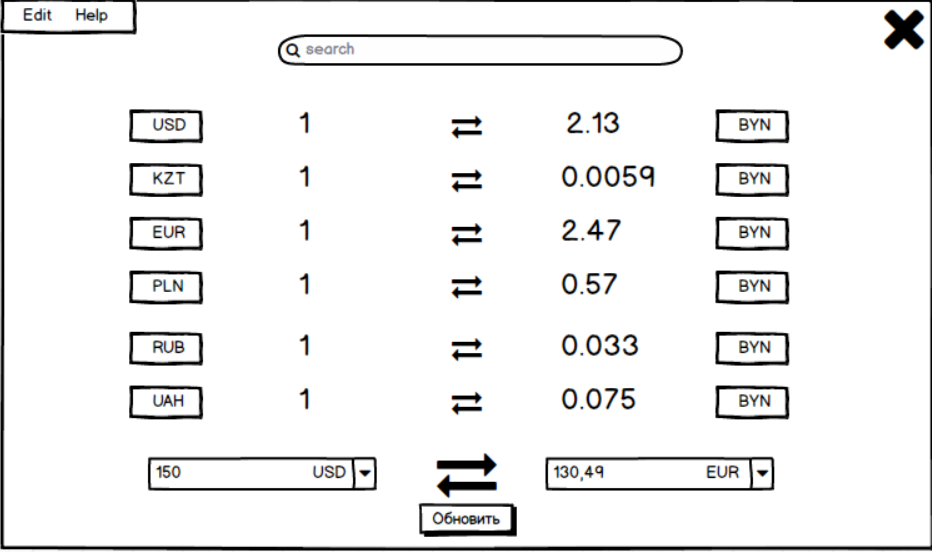 Edit Help
search
USD 1 2.13 BYN
KZT 1 0.0059 BYN
EUR 1 2.47 BYN
PLN 1 0.57 BYN
RUB 1 0.033 BYN
UAH 1 0.075 BYN
150 USD 130,49 EUR
Обновить